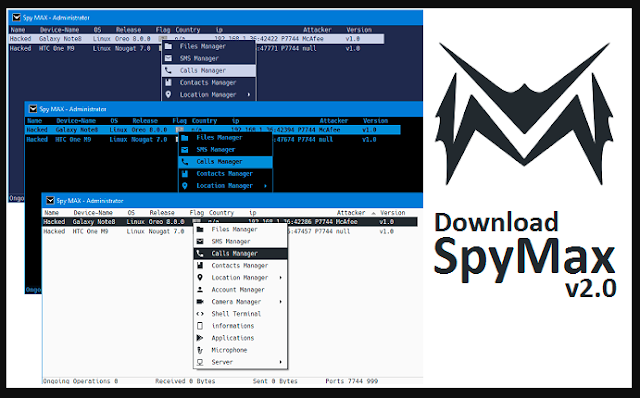 Spy MAX - Administrator
Name Device-Name OS Linux Release Flag Country ip Attacker Version
Hacked Galaxy Note8 Linux Oreo 8.0.0 n/a 192.168.1.36:42422 P7744 McAfee v1.0
Hacked HTC One M9 Linux Nougat 7.0 :47771 P7744 null v1.0
Files Manager
SMS Manager
Calls Manager
Contacts Manager
Location Manager
Ongo
Spy MAX - Administrator
Name Device-Name OS Release Flag Country ip Attacker Version
Hacked Galaxy Note8 Linux Oreo 8.0.0 n/a 192.168.1.36:42394 P7744 McAfee v1.0
Hacked HTC One M9 Linux Nougat 7.0 :47674 P7744 null v1.0
Files Manager
SMS Manager
Calls Manager
Contacts Manager
Location Manager
Ongo
Spy MAX - Administrator
Name Device-Name OS Release Flag Country ip Attacker Version
Hacked Galaxy Note8 Linux Oreo 8.0.0 n/a 192.168.1.36:42286 P7744 McAfee v1.0
Hacked HTC One M9 Linux Nougat 7.0 :47457 P7744 null v1.0
Files Manager
SMS Manager
Calls Manager
Contacts Manager
Location Manager
Account Manager
Camera Manager
Shell Terminal
informations
Applications
Microphone
Server
Ongoing Operations 0 Received 0 Bytes Sent 0 Bytes Ports 7744 999
Download
SpyMax
v2.0